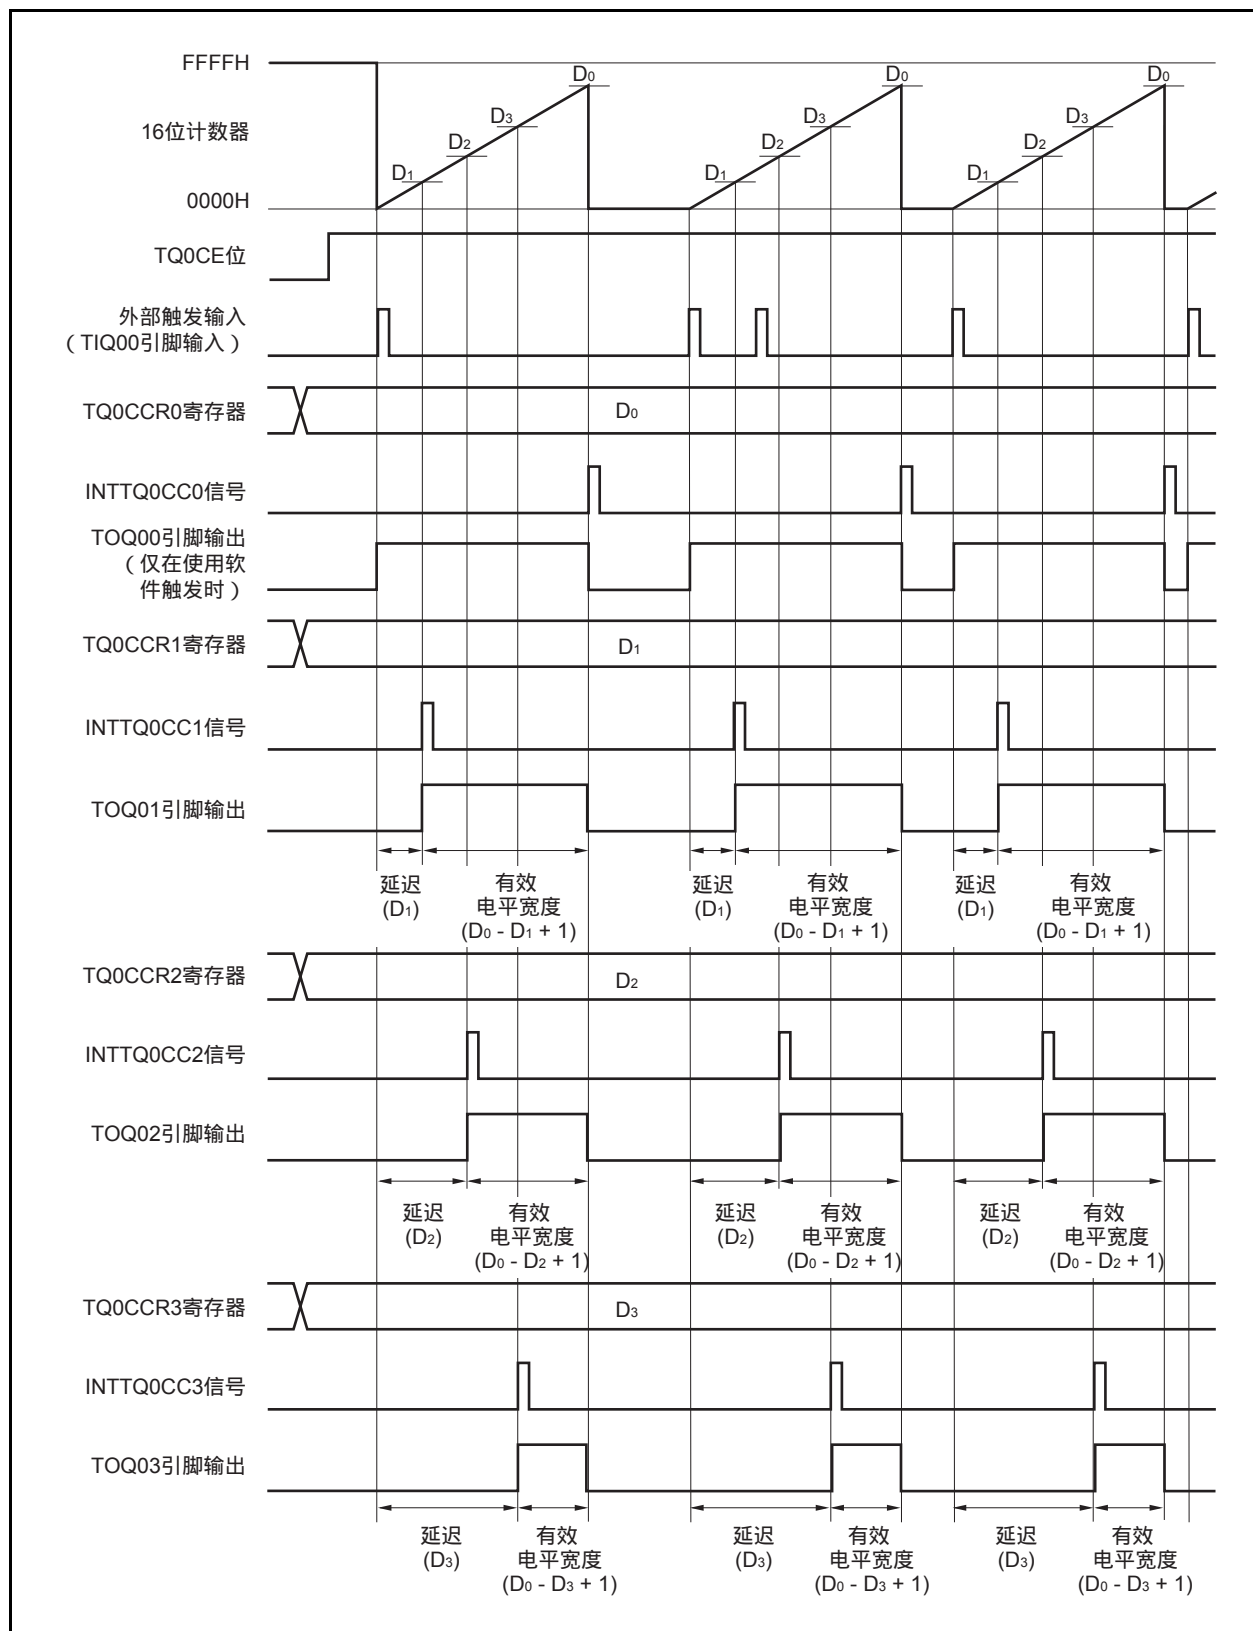 FFFFH
D0 D0 D0
D3 D3 D3
16位计数器
D2 D2 D2
D1 D1 D1
0000H
TQ0CE位
外部触发输入
（TIQ00引脚输入）
TQ0CCR0寄存器 D0
INTTQ0CC0信号
TOQ00引脚输出
（仅在使用软
件触发时）
TQ0CCR1寄存器 D1
INTTQ0CC1信号
TOQ01引脚输出
延迟 有效 延迟 有效 延迟 有效
(D1) 电平宽度 (D1) 电平宽度 (D1) 电平宽度
(D0 - D1 + 1) (D0 - D1 + 1) (D0 - D1 + 1)
TQ0CCR2寄存器 D2
INTTQ0CC2信号
TOQ02引脚输出
延迟 有效 延迟 有效 延迟 有效
(D2) 电平宽度 (D2) 电平宽度 (D2) 电平宽度
(D0 - D2 + 1) (D0 - D2 + 1) (D0 - D2 + 1)
TQ0CCR3寄存器 D3
INTTQ0CC3信号
TOQ03引脚输出
延迟 有效 延迟 有效 延迟 有效
(D3) 电平宽度 (D3) 电平宽度 (D3) 电平宽度
(D0 - D3 + 1) (D0 - D3 + 1) (D0 - D3 + 1)